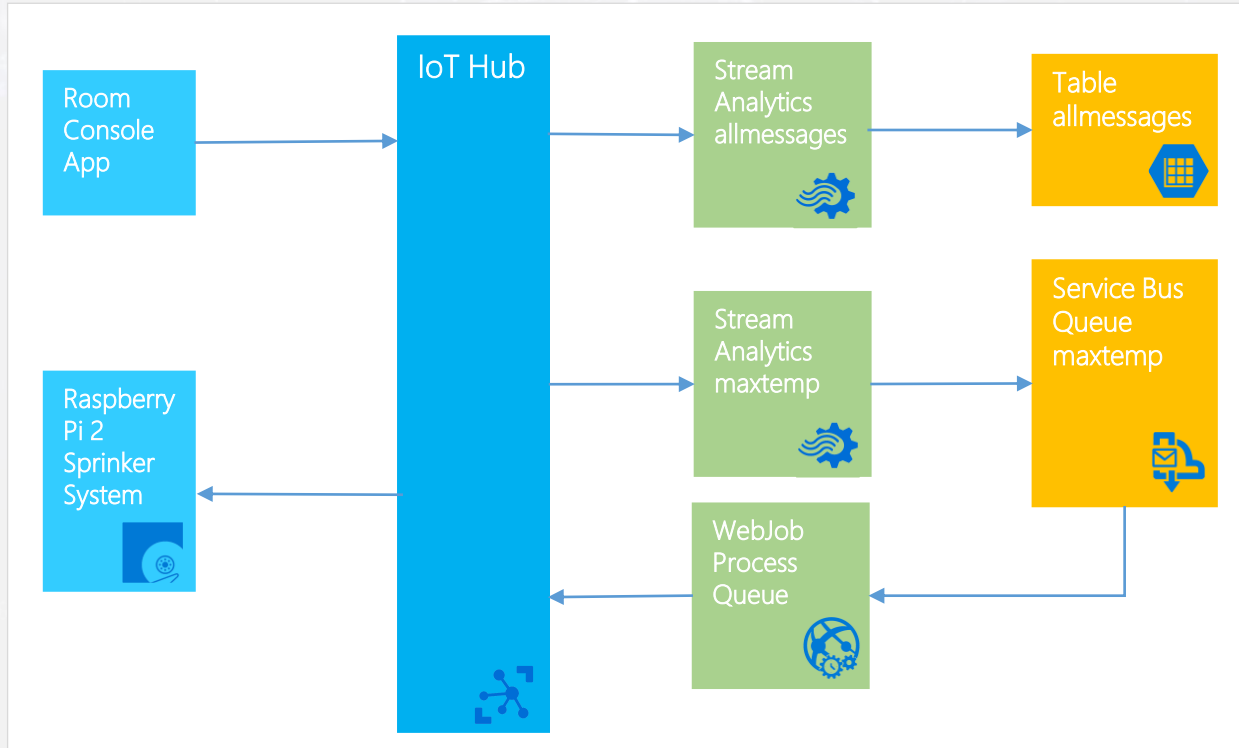 Room
Console
App
IoT Hub
Stream
Analytics
allmessages
Table
allmessages
Stream
Analytics
maxtemp
Service Bus
Queue
maxtemp
Raspberry
Pi 2
Sprinker
System
WebJob
Process
Queue